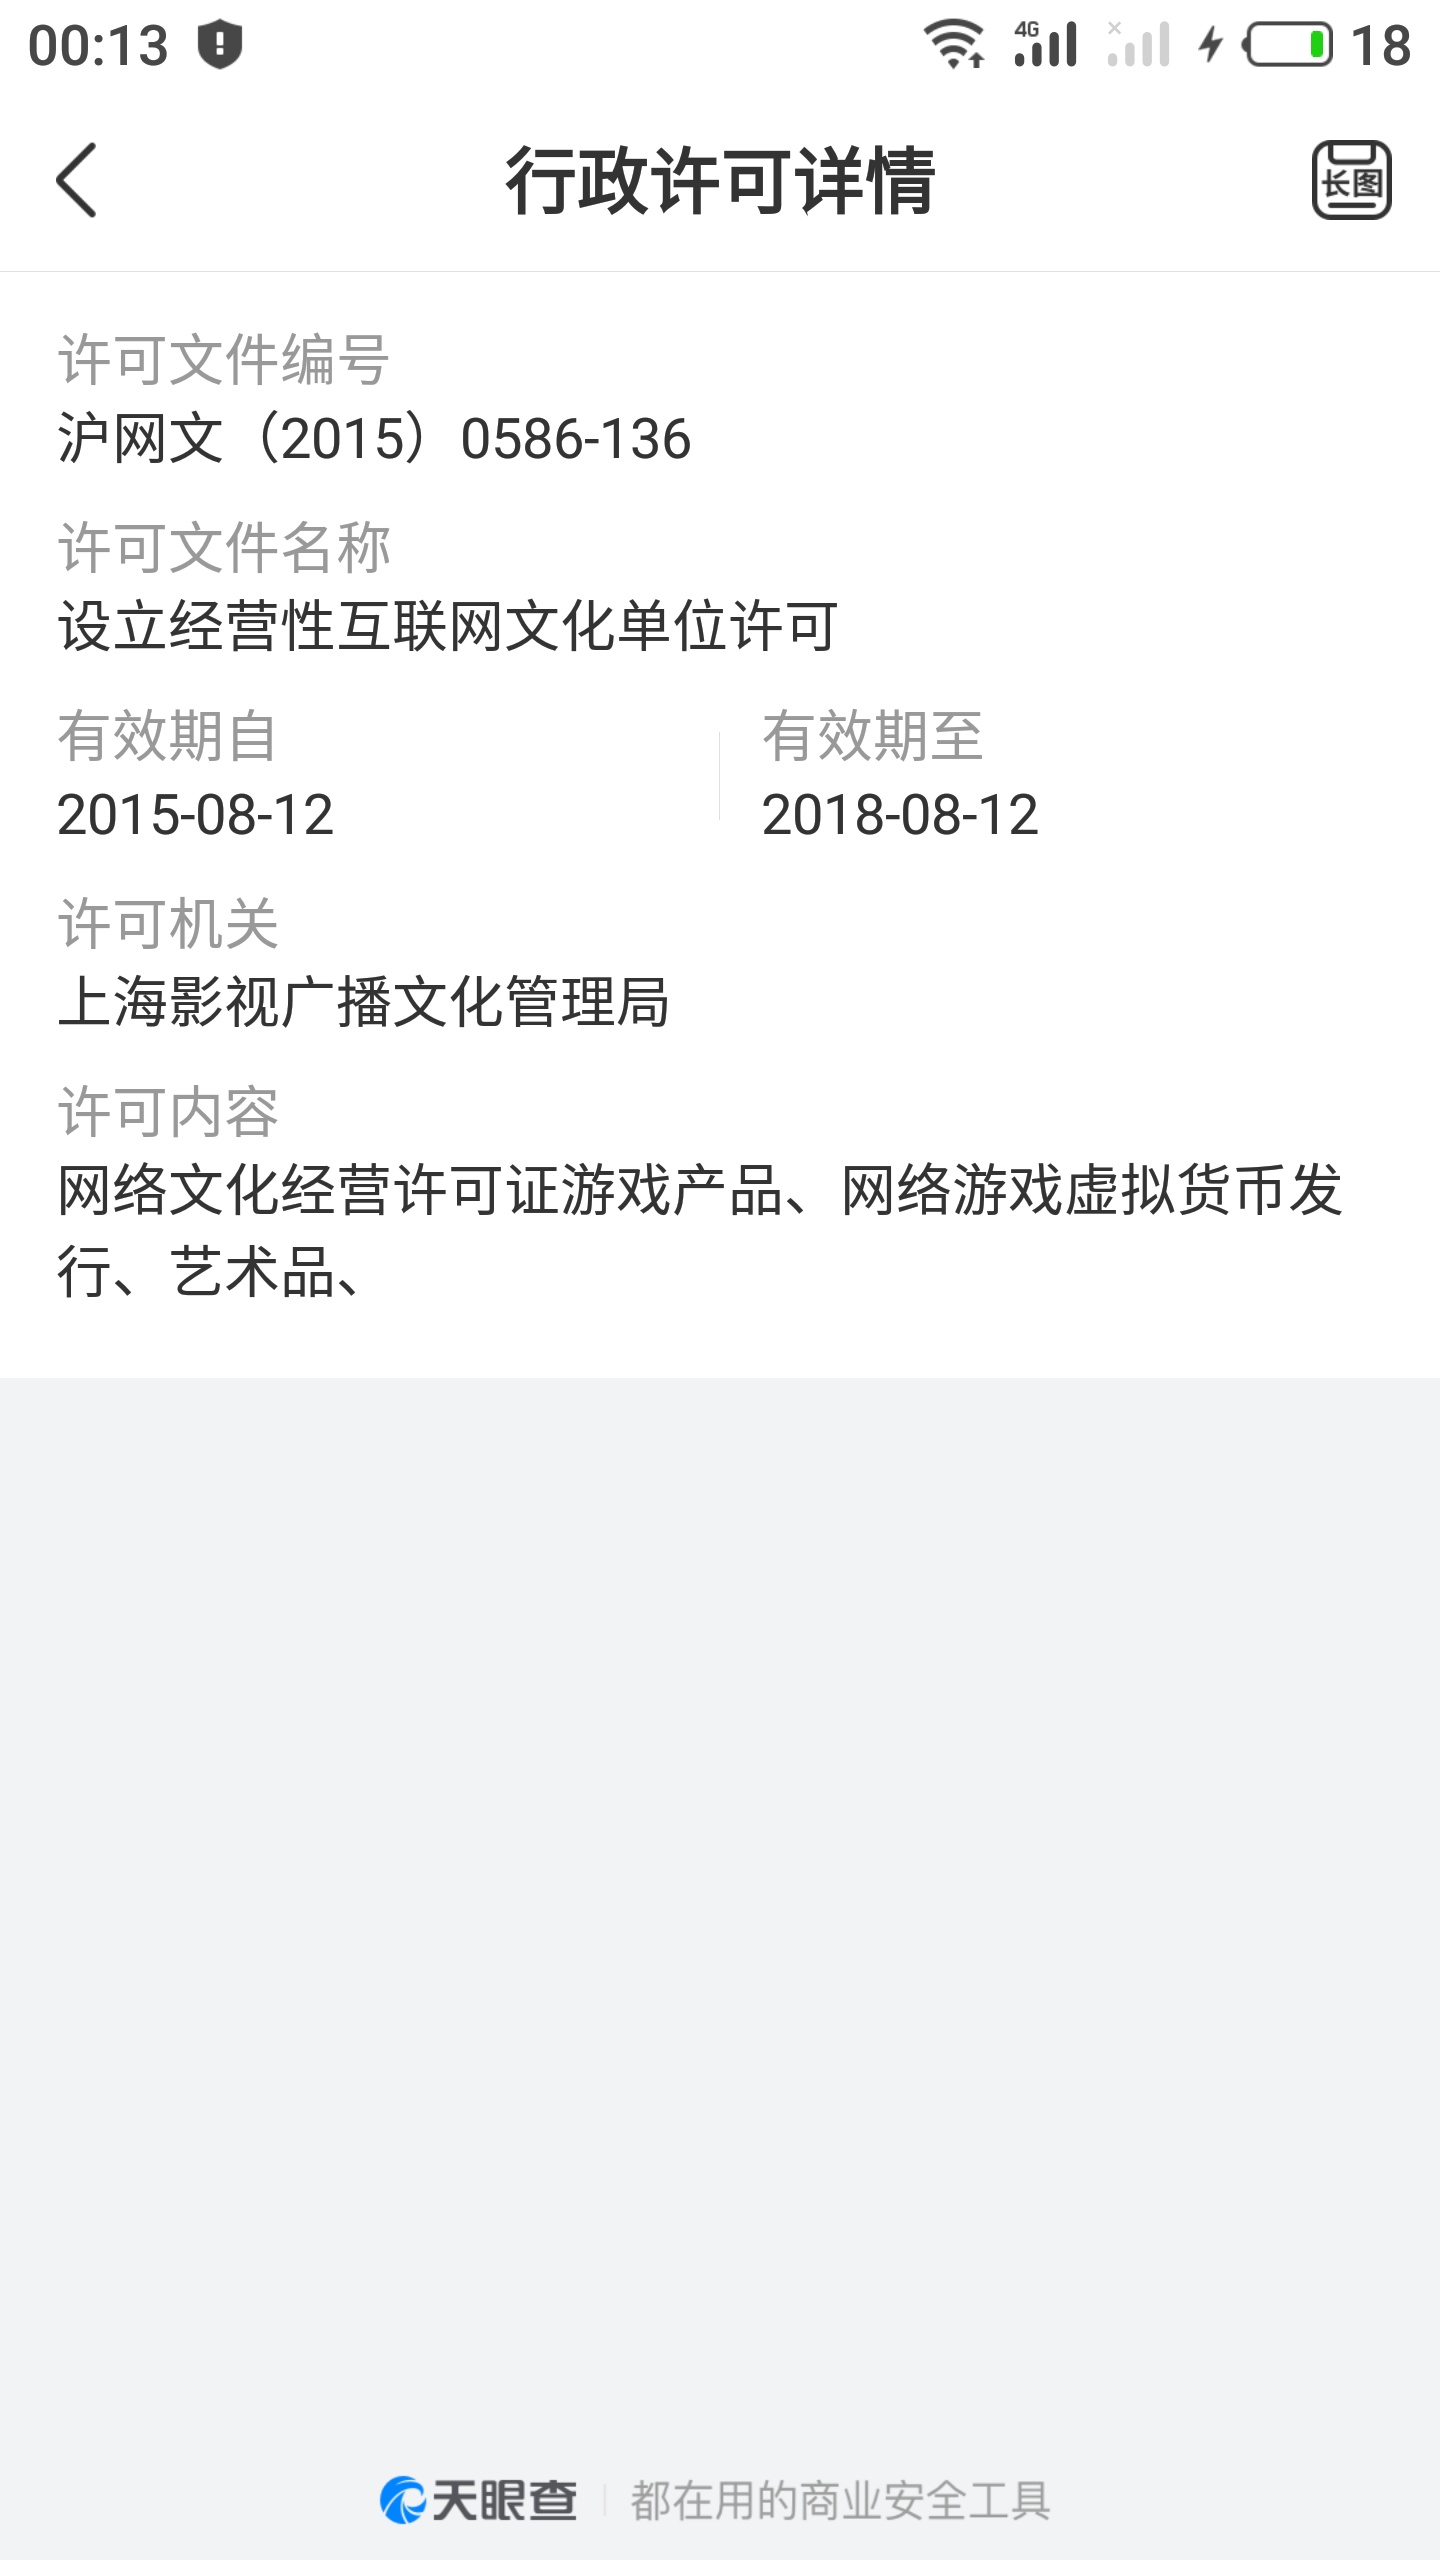 00:13
4G
18
行政许可详情
长图
许可文件编号
沪网文（2015）0586-136
许可文件名称
设立经营性互联网文化单位许可
有效期自 有效期至
2015-08-12 2018-08-12
许可机关
上海影视广播文化管理局
许可内容
网络文化经营许可证游戏产品、网络游戏虚拟货币发
行、艺术品、
天眼查 都在用的商业安全工具